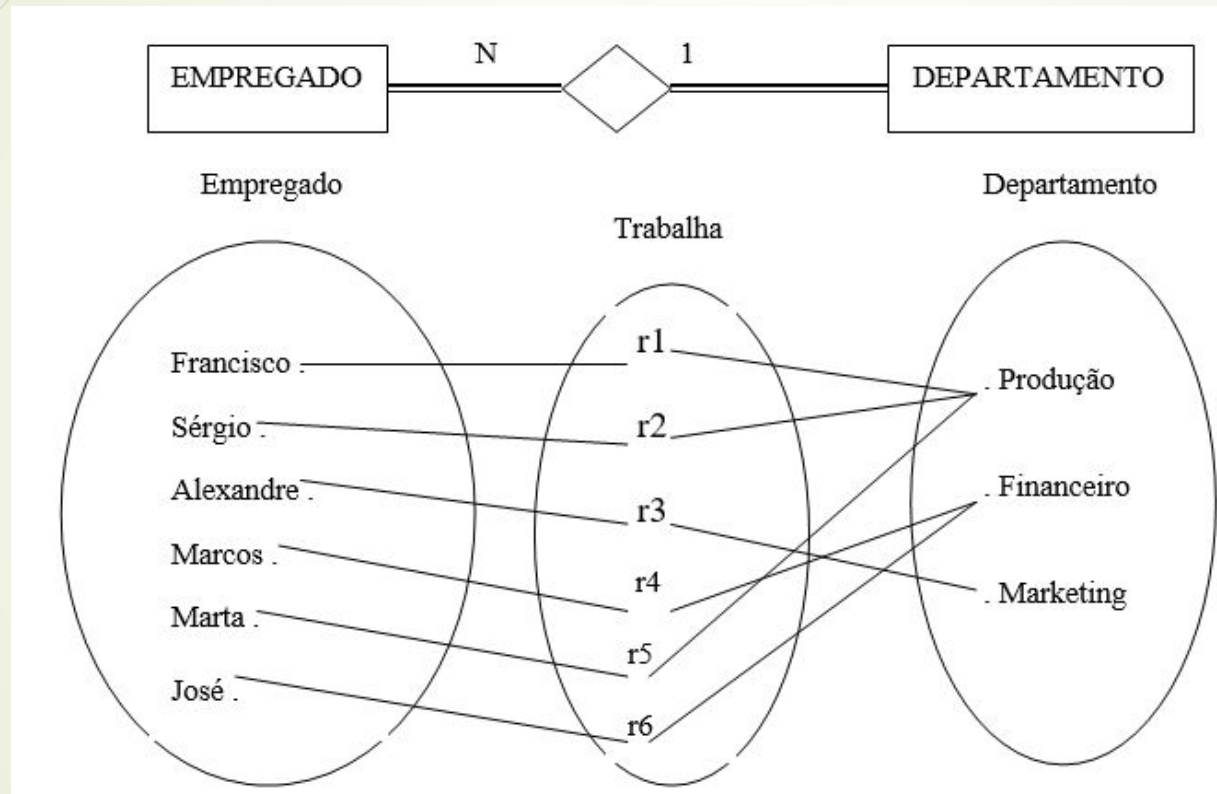 N 1
EMPREGADO DEPARTAMENTO
Empregado Departamento
Trabalha
r1
Francisco . . Produção
Sérgio . r2
Alexandre . . Financeiro
r3
Marcos . r4 . Marketing
Marta .
r5
José .
r6